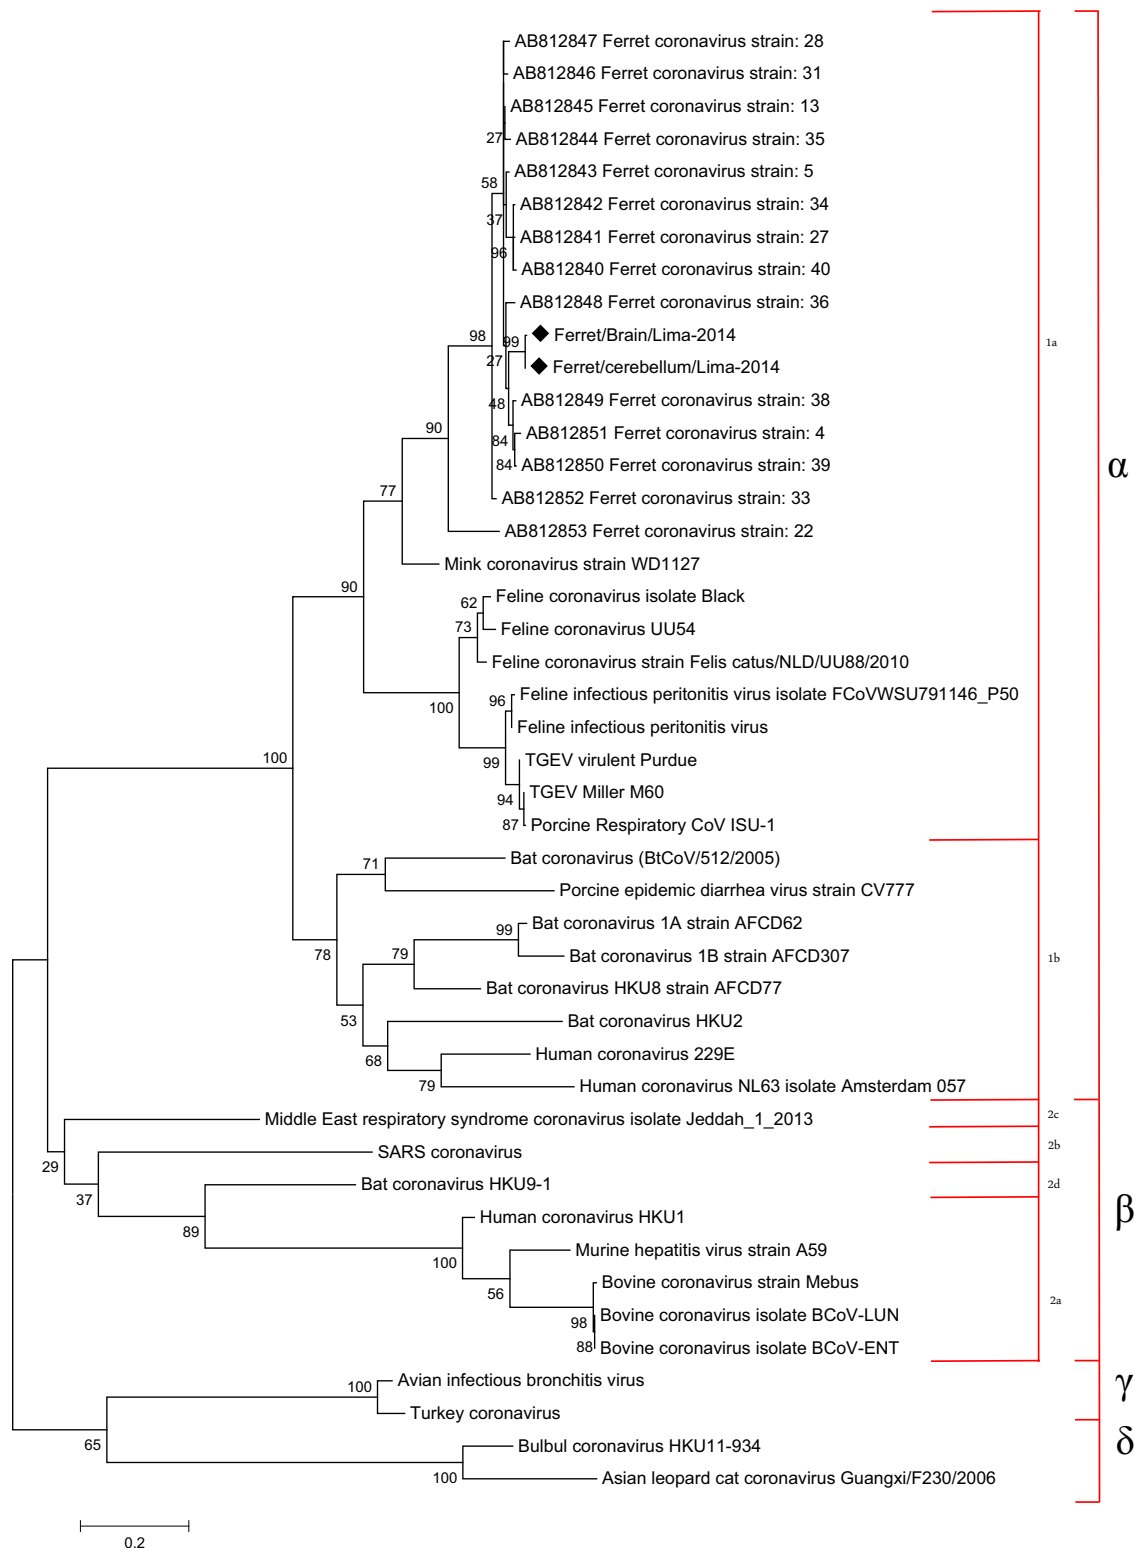 AB812847 Ferret coronavirus strain: 28
AB812846 Ferret coronavirus strain: 31
AB812845 Ferret coronavirus strain: 13
27
AB812844 Ferret coronavirus strain: 35
AB812843 Ferret coronavirus strain: 5
58
AB812842 Ferret coronavirus strain: 34
37
AB812841 Ferret coronavirus strain: 27
96
AB812840 Ferret coronavirus strain: 40
AB812848 Ferret coronavirus strain: 36
98
99
Ferret/Brain/Lima-2014
1a
27
Ferret/cerebellum/Lima-2014
48
AB812849 Ferret coronavirus strain: 38
90
84
AB812851 Ferret coronavirus strain: 4
84
AB812850 Ferret coronavirus strain: 39
α
77
AB812852 Ferret coronavirus strain: 33
AB812853 Ferret coronavirus strain: 22
Mink coronavirus strain WD1127
90
62
Feline coronavirus isolate Black
73
Feline coronavirus UU54
Feline coronavirus strain Felis catus/NLD/UU88/2010
100
96
Feline infectious peritonitis virus isolate FCoVWSU791146_P50
Feline infectious peritonitis virus
100
99
TGEV virulent Purdue
94
TGEV Miller M60
87
Porcine Respiratory CoV ISU-1
71
Bat coronavirus (BtCoV/512/2005)
Porcine epidemic diarrhea virus strain CV777
99
Bat coronavirus 1A strain AFCD62
78
79
Bat coronavirus 1B strain AFCD307
1b
Bat coronavirus HKU8 strain AFCD77
53
Bat coronavirus HKU2
68
Human coronavirus 229E
79
Human coronavirus NL63 isolate Amsterdam 057
Middle East respiratory syndrome coronavirus isolate Jeddah_1_2013
2c
29
SARS coronavirus
2b
37
Bat coronavirus HKU9-1
2d
β
89
Human coronavirus HKU1
100
Murine hepatitis virus strain A59
56
Bovine coronavirus strain Mebus
2a
98
Bovine coronavirus isolate BCoV-LUN
88
Bovine coronavirus isolate BCoV-ENT
100
Avian infectious bronchitis virus
γ
Turkey coronavirus
65
Bulbul coronavirus HKU11-934
δ
100
Asian leopard cat coronavirus Guangxi/F230/2006
0.2